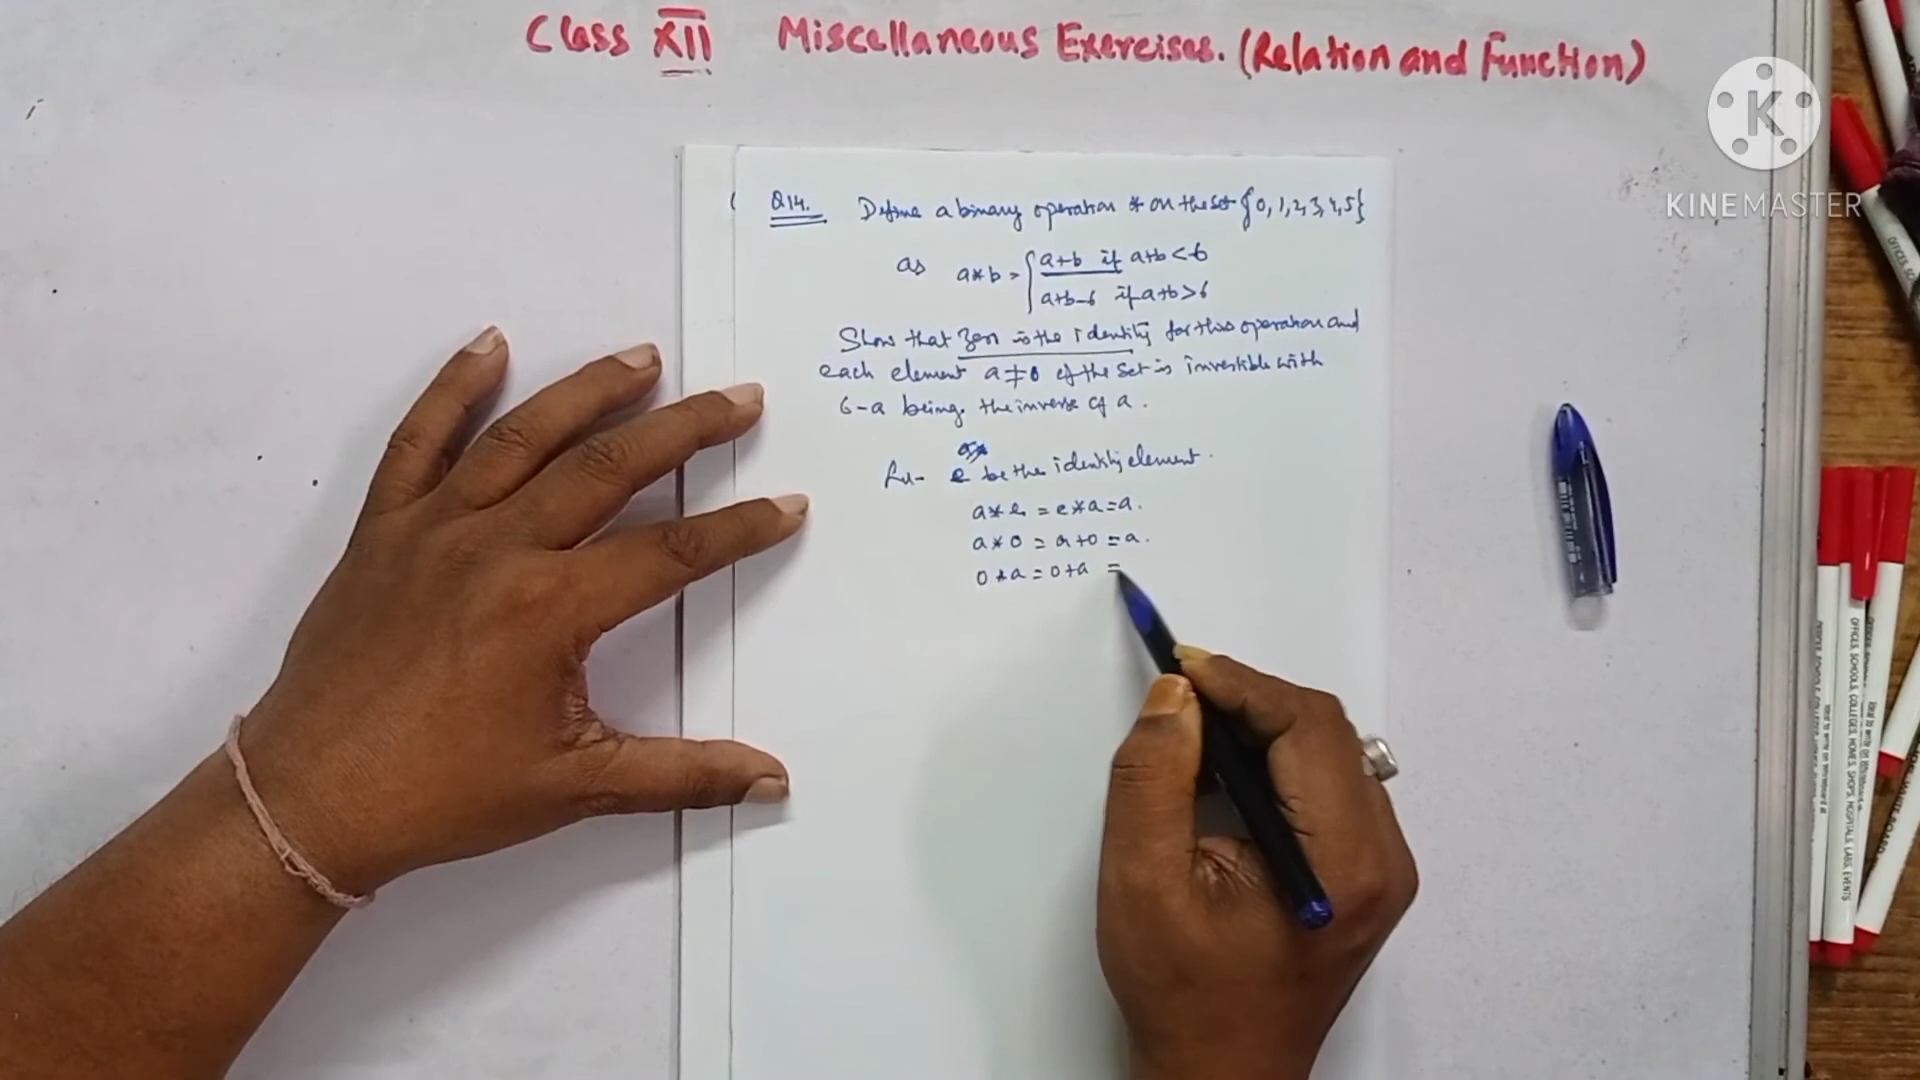 Class XII Miscellaneous Exercises. (Relation and Function)
K
KINEMASTER
Q14. Define a binary operation * on the set {0, 1, 2, 3, 4, 5}
as a*b = { a+b if a+b<6
a+b-6 if a+b>6
Show that zero is the identity for this operation and
each element a≠0 of the set is invertible with
6-a being the inverse of a.
Let e be the identity element.
a*e = e*a=a.
a*0 = a+0 =a.
0*a = 0+a =